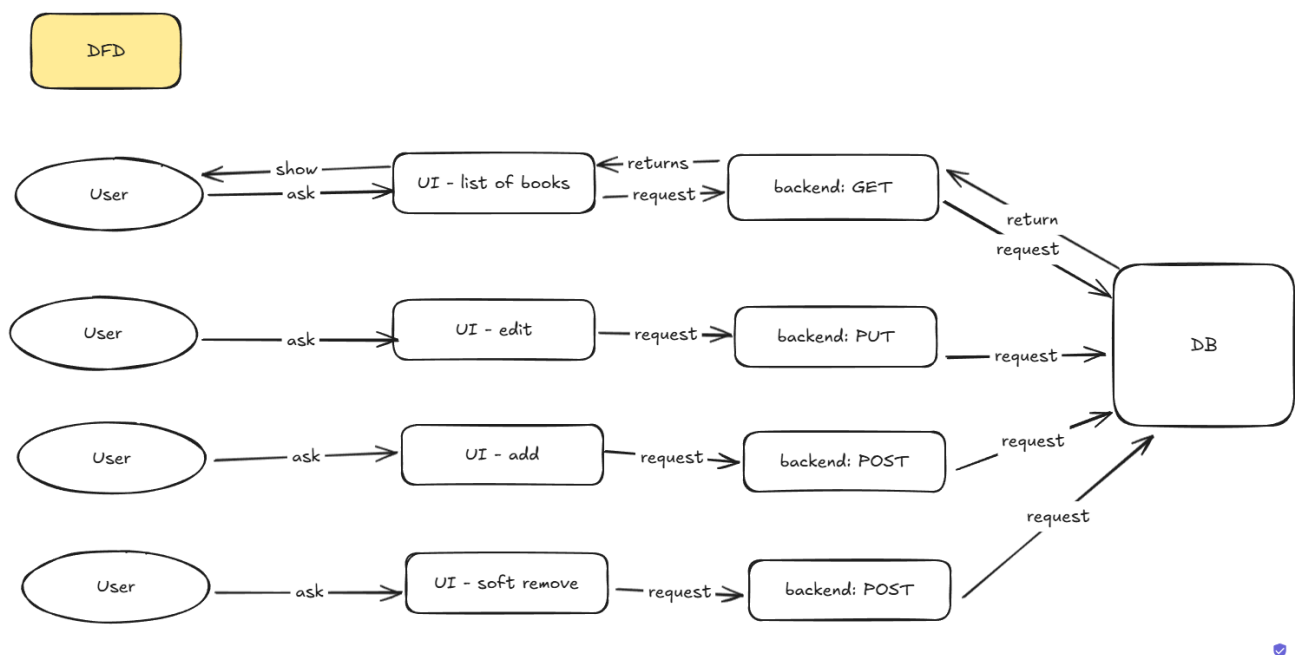 DFD
show
returns
User
ask
UI - list of books
request
backend: GET
return
request
User
ask
UI - edit
request
backend: PUT
request
DB
User
ask
UI - add
request
backend: POST
request
User
ask
UI - soft remove
request
backend: POST
request